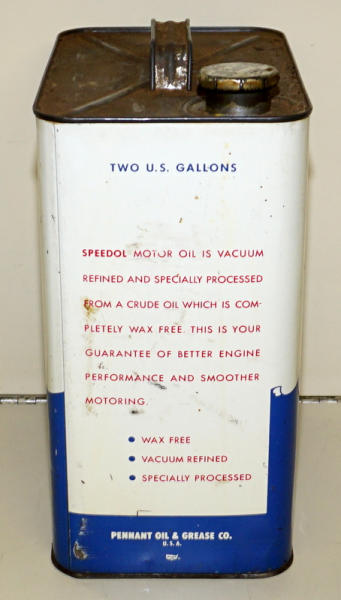 TWO U.S. GALLONS
SPEEDOL MOTOR OIL IS VACUUM
REFINED AND SPECIALLY PROCESSED
FROM A CRUDE OIL WHICH IS COM-
PLETELY WAX FREE. THIS IS YOUR
GUARANTEE OF BETTER ENGINE
PERFORMANCE AND SMOOTHER
MOTORING.
• WAX FREE
• VACUUM REFINED
• SPECIALLY PROCESSED
PENNANT OIL & GREASE CO.
U.S.A.